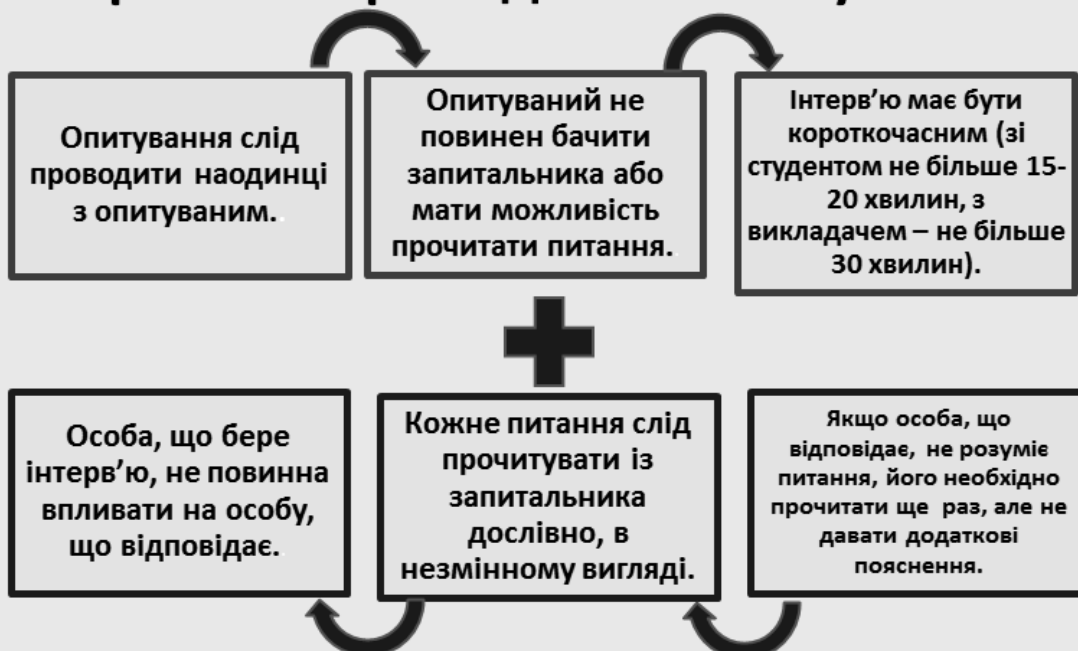 Опитування слід
проводити наодинці
з опитуваним.
Опитуваний не
повинен бачити
запитальника або
мати можливість
прочитати питання.
Інтерв’ю має бути
короткочасним (зі
студентом не більше 15-
20 хвилин, з
викладачем – не більше
30 хвилин).
Особа, що бере
інтерв’ю, не повинна
впливати на особу,
що відповідає.
Кожне питання слід
прочитувати із
запитальника
дослівно, в
незмінному вигляді.
Якщо особа, що
відповідає, не розуміє
питання, його необхідно
прочитати ще раз, але не
давати додаткові
пояснення.